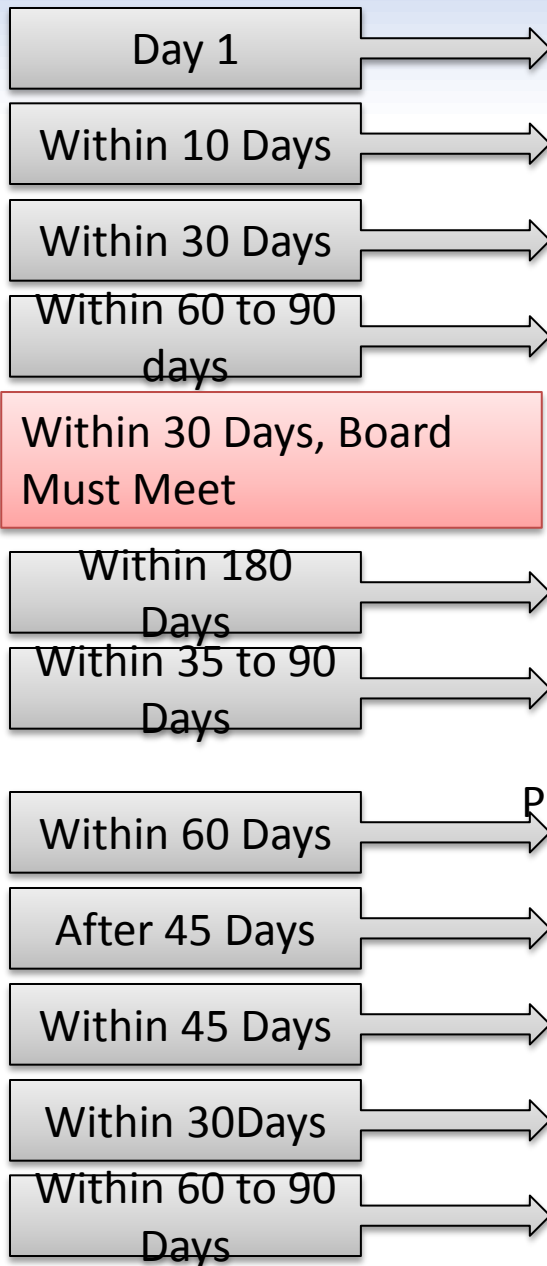 Day 1
Within 10 Days
Within 30 Days
Within 60 to 90
days
Within 30 Days, Board
Must Meet
Within 180
Days
Within 35 to 90
Days
P
Within 60 Days
After 45 Days
Within 45 Days
Within 30Days
Within 60 to 90
Days